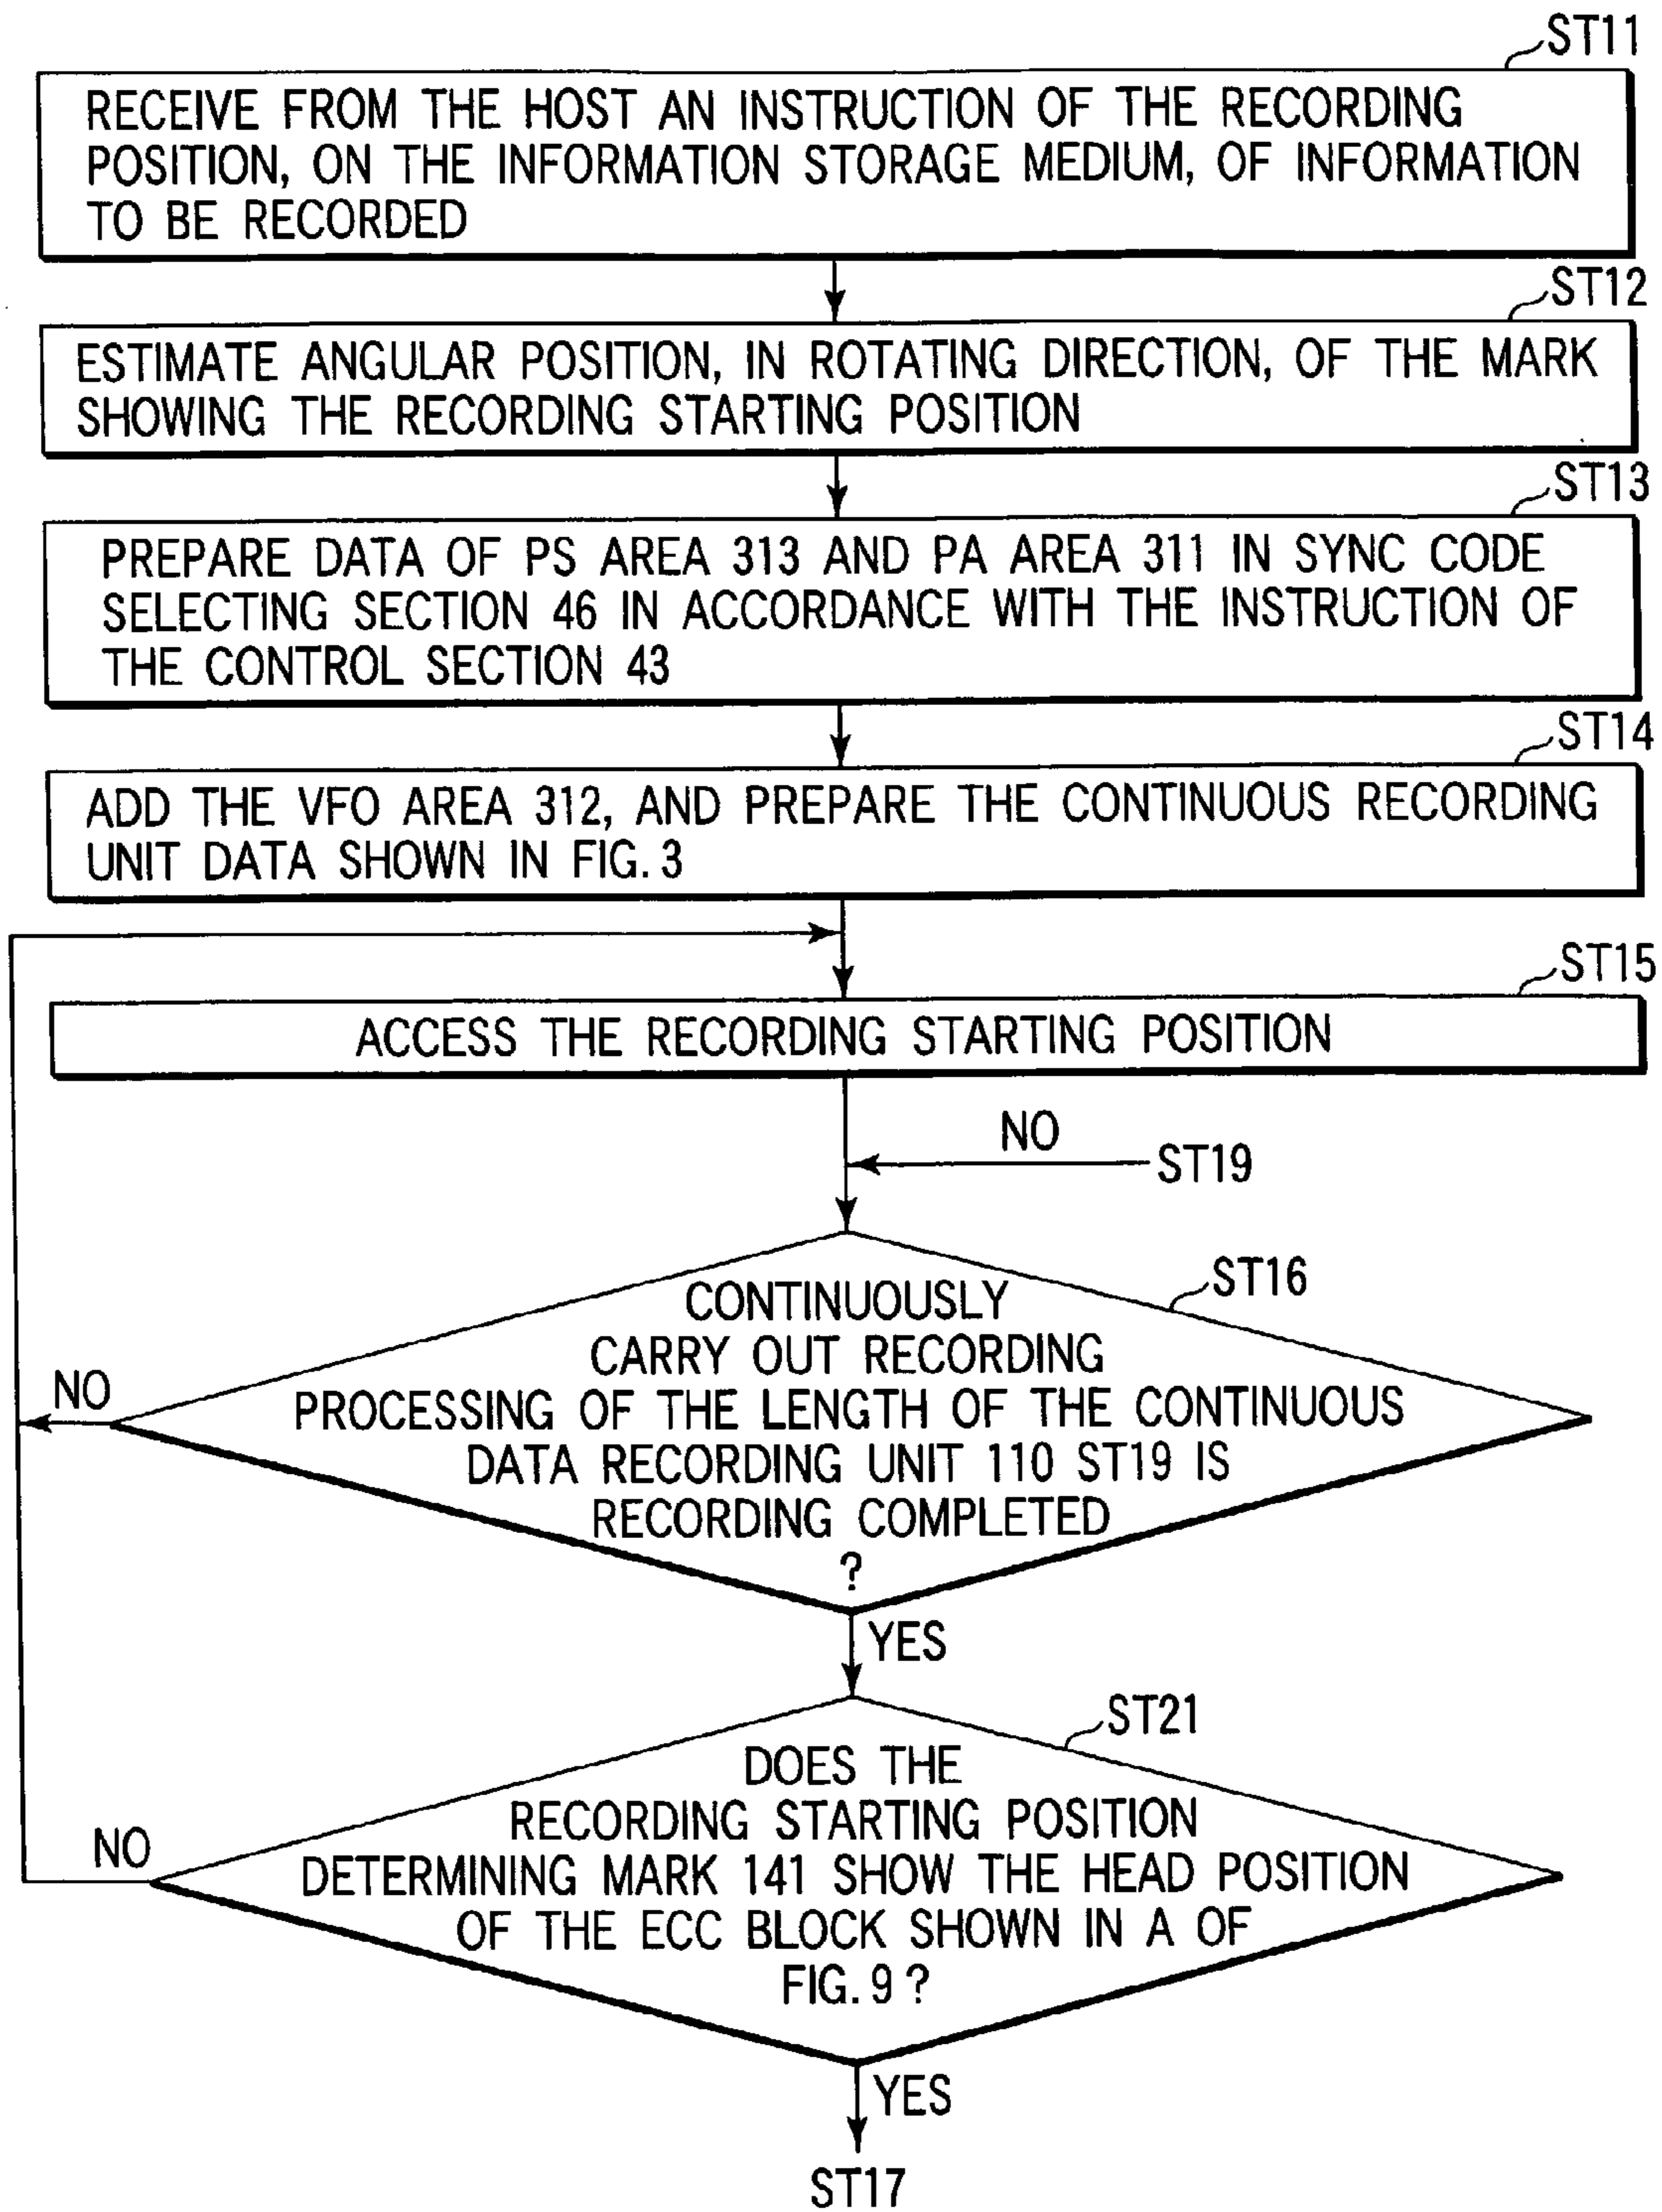 ST11
RECEIVE FROM THE HOST AN INSTRUCTION OF THE RECORDING
POSITION, ON THE INFORMATION STORAGE MEDIUM, OF INFORMATION
TO BE RECORDED
ST12
ESTIMATE ANGULAR POSITION, IN ROTATING DIRECTION, OF THE MARK
SHOWING THE RECORDING STARTING POSITION
ST13
PREPARE DATA OF PS AREA 313 AND PA AREA 311 IN SYNC CODE
SELECTING SECTION 46 IN ACCORDANCE WITH THE INSTRUCTION OF
THE CONTROL SECTION 43
ST14
ADD THE VFO AREA 312, AND PREPARE THE CONTINUOUS RECORDING
UNIT DATA SHOWN IN FIG. 3
ST15
ACCESS THE RECORDING STARTING POSITION
NO
ST19
ST16
CONTINUOUSLY
CARRY OUT RECORDING
PROCESSING OF THE LENGTH OF THE CONTINUOUS
DATA RECORDING UNIT 110 ST19 IS
RECORDING COMPLETED
?
NO
YES
ST21
DOES THE
RECORDING STARTING POSITION
DETERMINING MARK 141 SHOW THE HEAD POSITION
OF THE ECC BLOCK SHOWN IN A OF
FIG. 9 ?
NO
YES
ST17